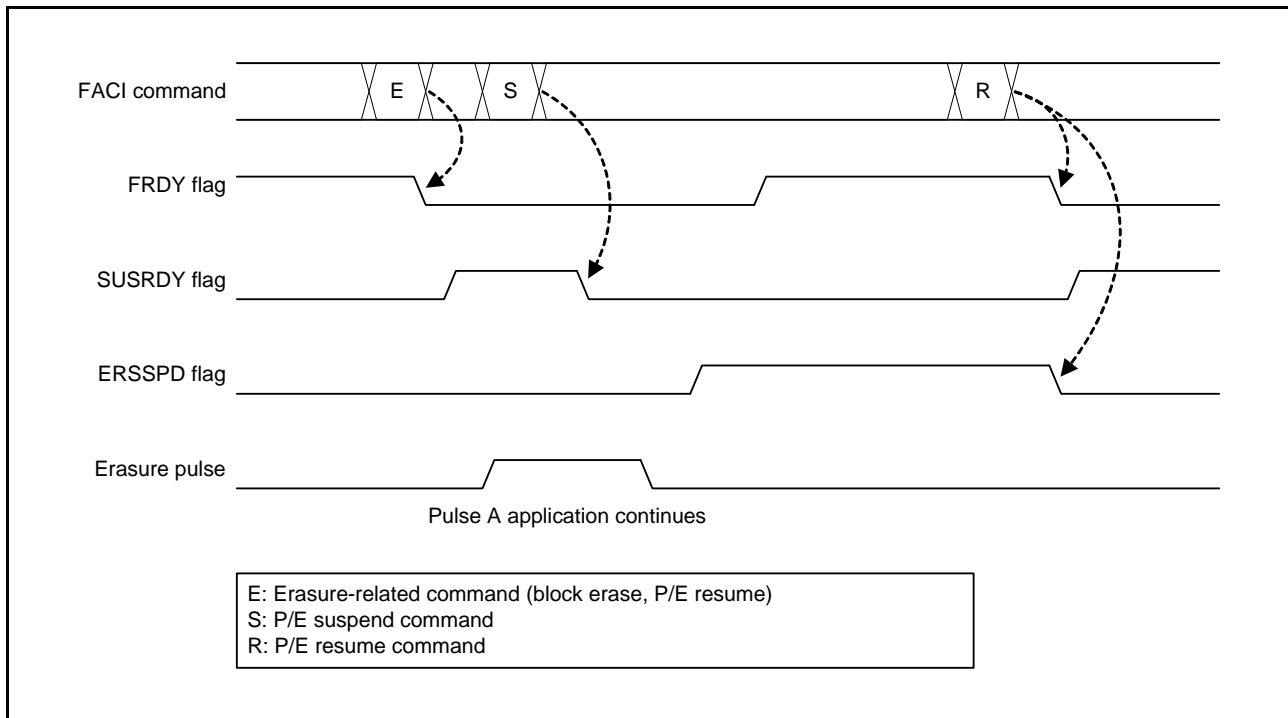 FACI command
E
S
R
FRDY flag
SUSRDY flag
ERSSPD flag
Erasure pulse
Pulse A application continues
E: Erasure-related command (block erase, P/E resume)
S: P/E suspend command
R: P/E resume command